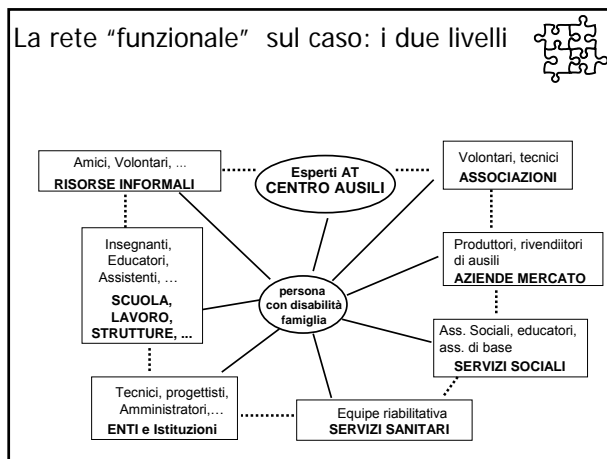 La rete “funzionale” sul caso: i due livelli
Amici, Volontari, ...
RISORSE INFORMALI
Esperti AT
CENTRO AUSILI
Volontari, tecnici
ASSOCIAZIONI
Insegnanti,
Educatori,
Assistenti, …
SCUOLA,
LAVORO,
STRUTTURE, ...
persona
con disabilità
famiglia
Produttori, rivendiitori
di ausili
AZIENDE MERCATO
Ass. Sociali, educatori,
ass. di base
SERVIZI SOCIALI
Tecnici, progettisti,
Amministratori,…
ENTI e Istituzioni
Equipe riabilitativa
SERVIZI SANITARI